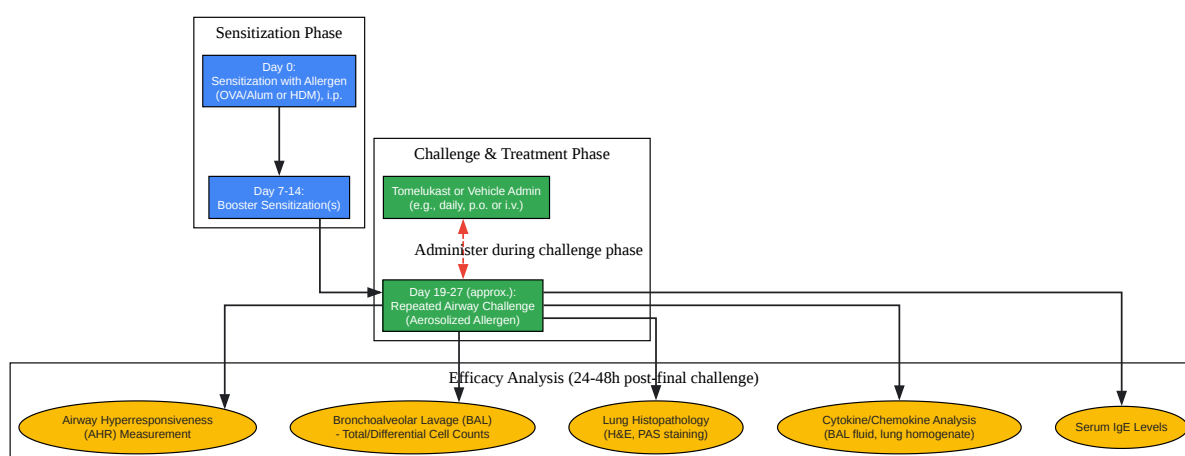 Sensitization Phase
Day 0:
Sensitization with Allergen
(OVA/Alum or HDM), i.p.
Day 7-14:
Booster Sensitization(s)
Challenge & Treatment Phase
Tomelukast or Vehicle Admin
(e.g., daily, p.o. or i.v.)
Administer during challenge phase
Day 19-27 (approx.):
Repeated Airway Challenge
(Aerosolized Allergen)
Efficacy Analysis (24-48h post-final challenge)
Airway Hyperresponsiveness
(AHR) Measurement
Bronchoalveolar Lavage (BAL)
- Total/Differential Cell Counts
Lung Histopathology
(H&E, PAS staining)
Cytokine/Chemokine Analysis
(BAL fluid, lung homogenate)
Serum IgE Levels